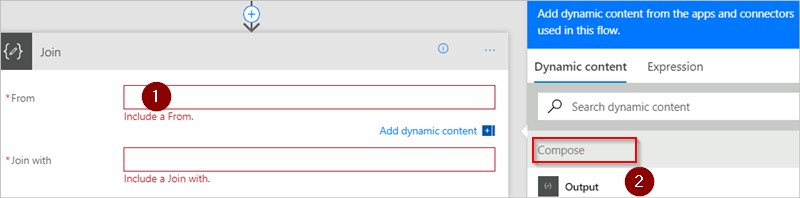 Join
*From
1
Include a From.
Add dynamic content
*Join with
Include a Join with.
Add dynamic content from the apps and connectors
used in this flow.
Dynamic content
Expression
Search dynamic content
Compose
2
Output